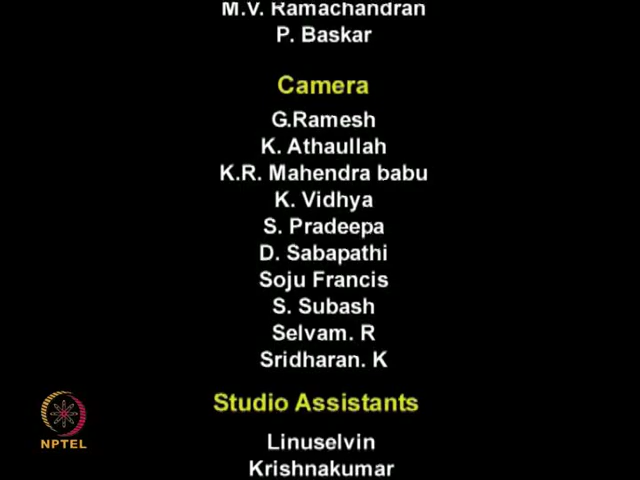 M.V. Ramachandran
P. Baskar
Camera
G.Ramesh
K. Athaullah
K.R. Mahendra babu
K. Vidhya
S. Pradeepa
D. Sabapathi
Soju Francis
S. Subash
Selvam. R
Sridharan. K
Studio Assistants
Linuselvin
Krishnakumar
NPTEL